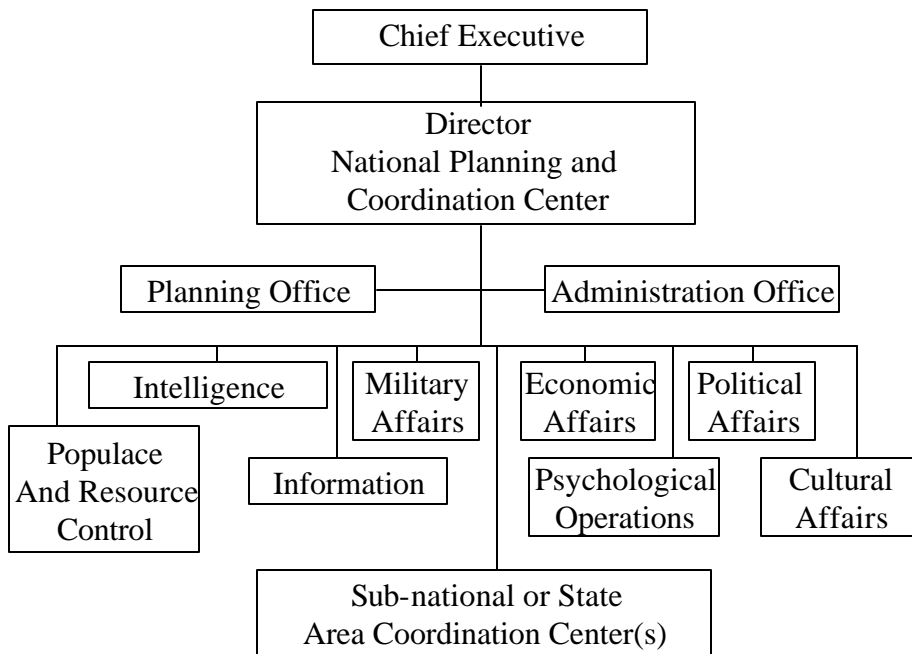 Chief Executive
Director
National Planning and
Coordination Center
Planning Office
Administration Office
Intelligence
Military
Affairs
Economic
Affairs
Political
Affairs
Populace
And Resource
Control
Information
Psychological
Operations
Cultural
Affairs
Sub-national or State
Area Coordination Center(s)